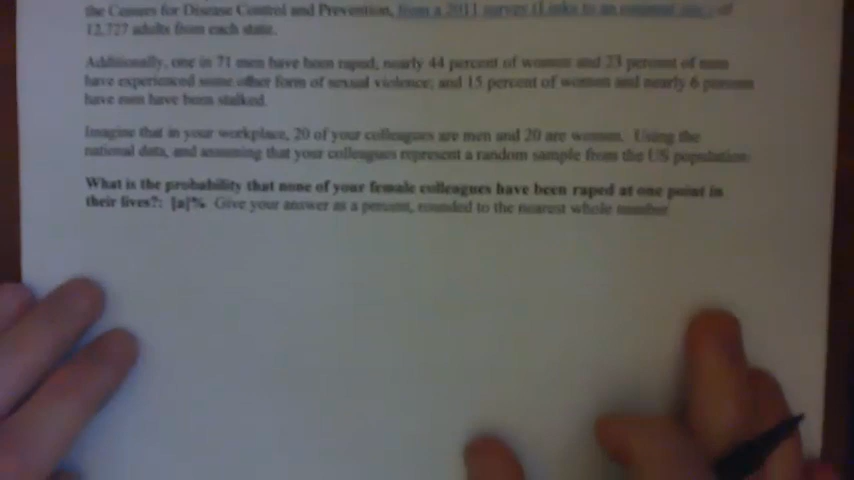 the Centers for Disease Control and Prevention, from a 2011 survey (Links to an external site.) of
12,727 adults from each state.
Additionally, one in 71 men have been raped, nearly 44 percent of women and 23 percent of men
have experienced some other form of sexual violence, and 15 percent of women and nearly 6 percent
have men have been stalked.
Imagine that in your workplace, 20 of your colleagues are men and 20 are women. Using the
national data, and assuming that your colleagues represent a random sample from the US population
What is the probability that none of your female colleagues have been raped at one point in
their lives?: [a]% Give your answer as a percent, rounded to the nearest whole number